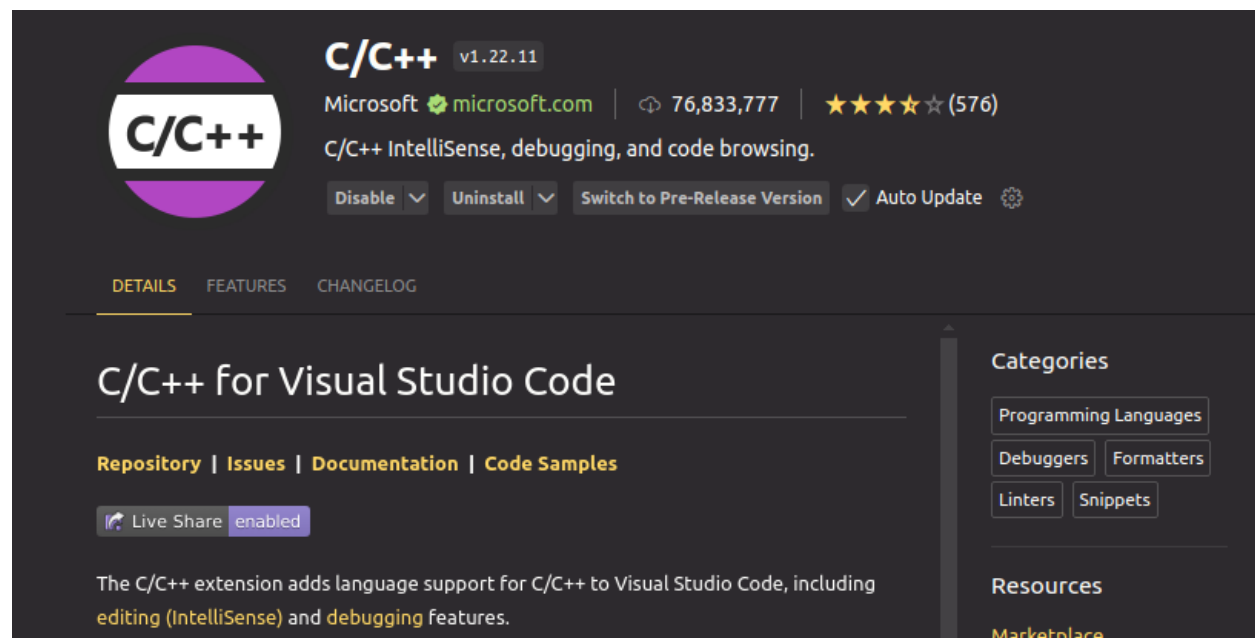 C/C++
C/C++ v1.22.11
Microsoft microsoft.com 76,833,777 (576)
C/C++ IntelliSense, debugging, and code browsing.
Disable Uninstall Switch to Pre-Release Version Auto Update
DETAILS FEATURES CHANGELOG
C/C++ for Visual Studio Code
Repository | Issues | Documentation | Code Samples
Live Share enabled
The C/C++ extension adds language support for C/C++ to Visual Studio Code, including
editing (IntelliSense) and debugging features.
Categories
Programming Languages
Debuggers Formatters
Linters Snippets
Resources
Marketplace